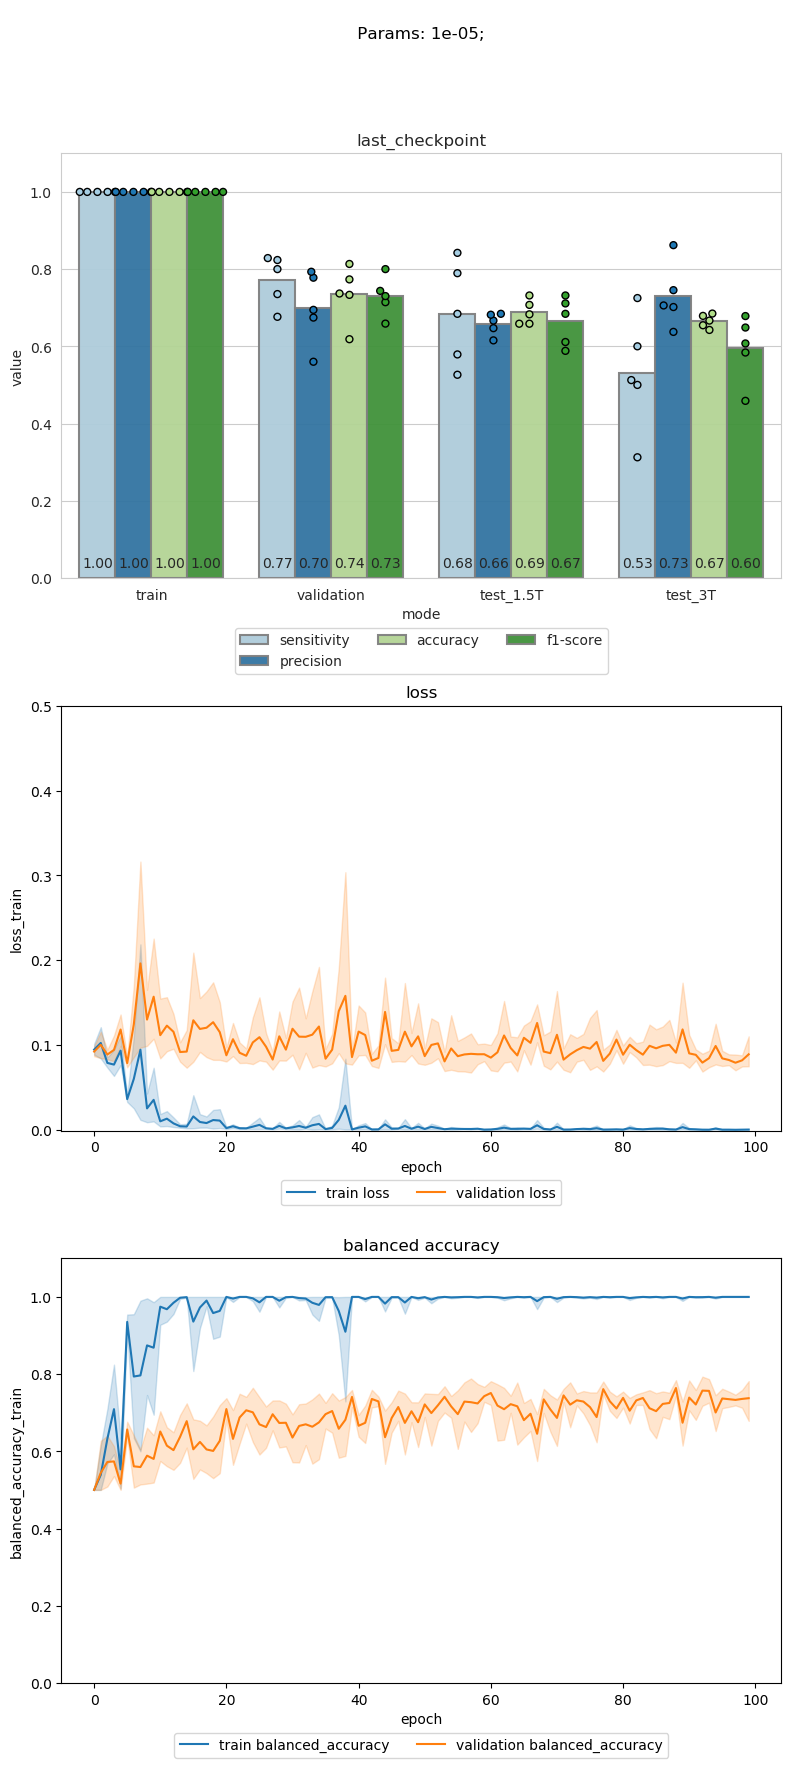 Params: 1e-05;
last_checkpoint
value
1.0
0.8
0.6
0.4
0.2
0.0
1.00 1.00 1.00 1.00 0.77 0.70 0.74 0.73 0.68 0.66 0.69 0.67 0.53 0.73 0.67 0.60
train validation test_1.5T test_3T
mode
sensitivity accuracy f1-score
precision
loss
loss_train
0.5
0.4
0.3
0.2
0.1
0.0
0 20 40 60 80 100
epoch
train loss validation loss
balanced accuracy
balanced_accuracy_train
1.0
0.8
0.6
0.4
0.2
0.0
0 20 40 60 80 100
epoch
train balanced_accuracy validation balanced_accuracy